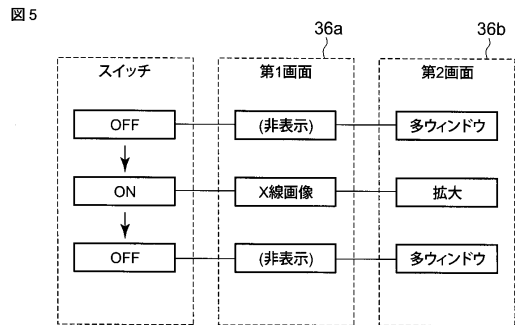 図5
36a
36b
スイッチ
第1画面
第2画面
OFF
(非表示)
多ウィンドウ
ON
X線画像
拡大
OFF
(非表示)
多ウィンドウ